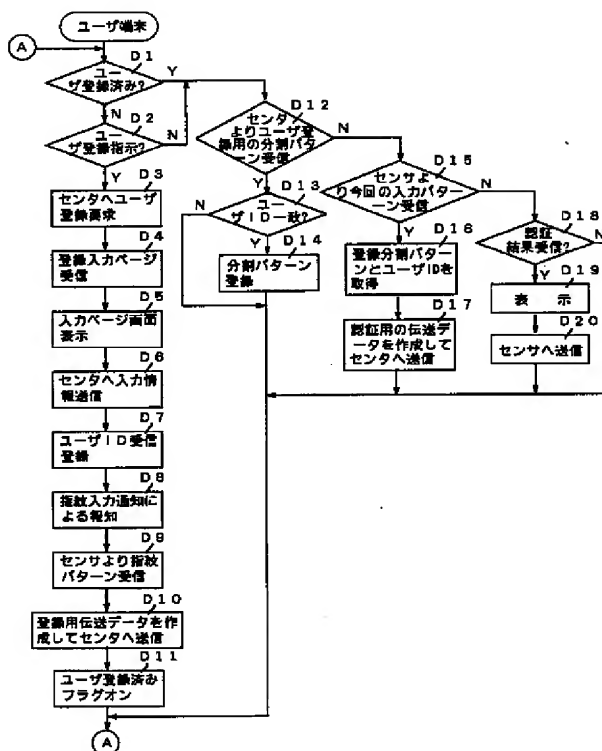 ユーザ端末
A
D1
ユー
ザ登録済み?
Y
N
D2
ユー
ザ登録指示?
N
Y
D3
センタへユーザ
登録要求
D4
登録入力ページ
受信
D5
入力ページ画面
表示
D6
センタへ入力情
報送信
D7
ユーザID受信
登録
D8
指紋入力通知に
よる報知
D9
センサより指紋
パターン受信
D10
登録用伝送データを作
成してセンタへ送信
D11
ユーザ登録済み
フラグオン
A
D12
センタ
よりユーザ登
録用の分割パタ
ーン受信
N
Y
D13
ユー
ザID一致?
N
Y
D14
分割パターン
登録
D15
センサよ
り今回の入力パタ
ーン受信
N
Y
D16
登録分割パター
ンとユーザIDを
取得
D17
認証用の伝送デー
タを作成して
センタへ送信
D18
認証
結果受信?
N
Y
D19
表 示
D20
センサへ送信